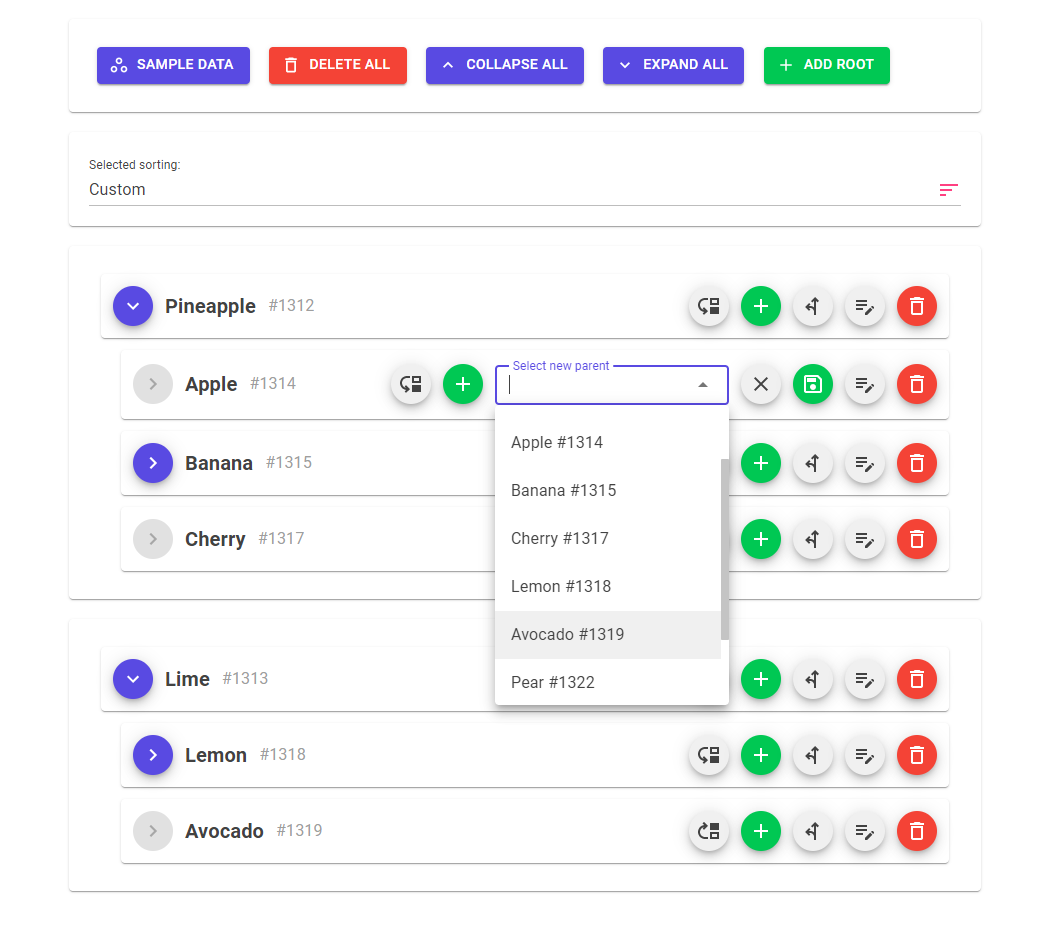 SAMPLE DATA DELETE ALL COLLAPSE ALL EXPAND ALL ADD ROOT
Selected sorting:
Custom
Pineapple #1312
Select new parent
Apple #1314
Apple #1314
Banana #1315
Banana #1315
Cherry #1317
Cherry #1317
Lemon #1318
Avocado #1319
Pear #1322
Lime #1313
Lemon #1318
Avocado #1319